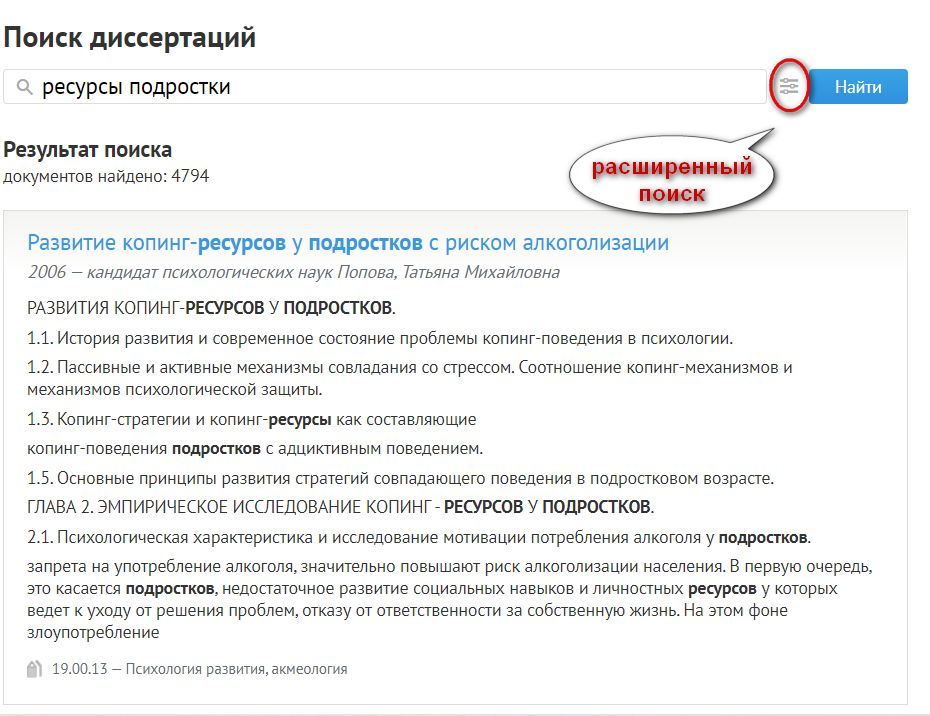 Поиск диссертаций
ресурсы подростки
Найти
расширенный
поиск
Результат поиска
документов найдено: 4794
Развитие копинг-ресурсов у подростков с риском алкоголизации
2006 — кандидат психологических наук Попова, Татьяна Михайловна
РАЗВИТИЯ КОПИНГ-РЕСУРСОВ У ПОДРОСТКОВ.
1.1. История развития и современное состояние проблемы копинг-поведения в психологии.
1.2. Пассивные и активные механизмы совладания со стрессом. Соотношение копинг-механизмов и
механизмов психологической защиты.
1.3. Копинг-стратегии и копинг-ресурсы как составляющие
копинг-поведения подростков с адциктивным поведением.
1.5. Основные принципы развития стратегий совпадающего поведения в подростковом возрасте.
ГЛАВА 2. ЭМПИРИЧЕСКОЕ ИССЛЕДОВАНИЕ КОПИНГ - РЕСУРСОВ У ПОДРОСТКОВ.
2.1. Психологическая характеристика и исследование мотивации потребления алкоголя у подростков.
запрета на употребление алкоголя, значительно повышают риск алкоголизации населения. В первую очередь,
это касается подростков, недостаточное развитие социальных навыков и личностных ресурсов у которых
ведет к уходу от решения проблем, отказу от ответственности за собственную жизнь. На этом фоне
злоупотребление
19.00.13 — Психология развития, акмеология